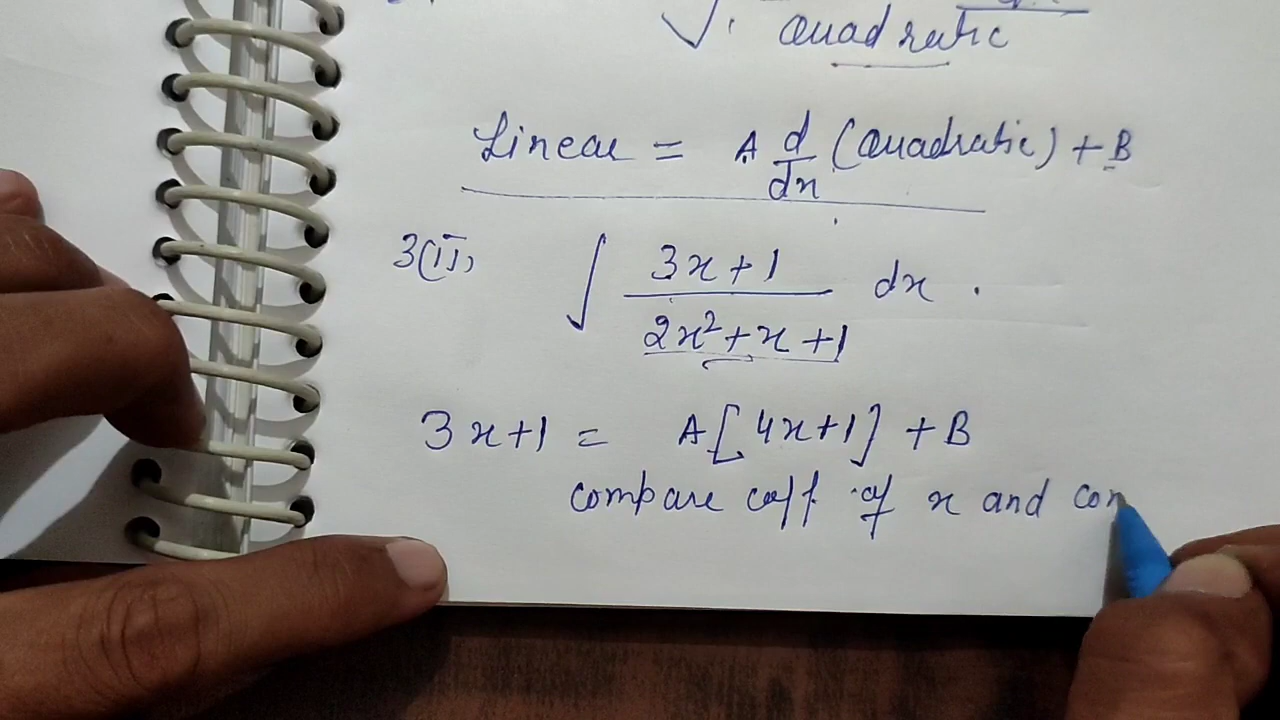 quadratic
Linear = A d/dx (quadratic) + B
3(ii) ∫ (3x+1)/(2x²+x+1) dx .
3x+1 = A[4x+1] + B
compare coff. of x and con